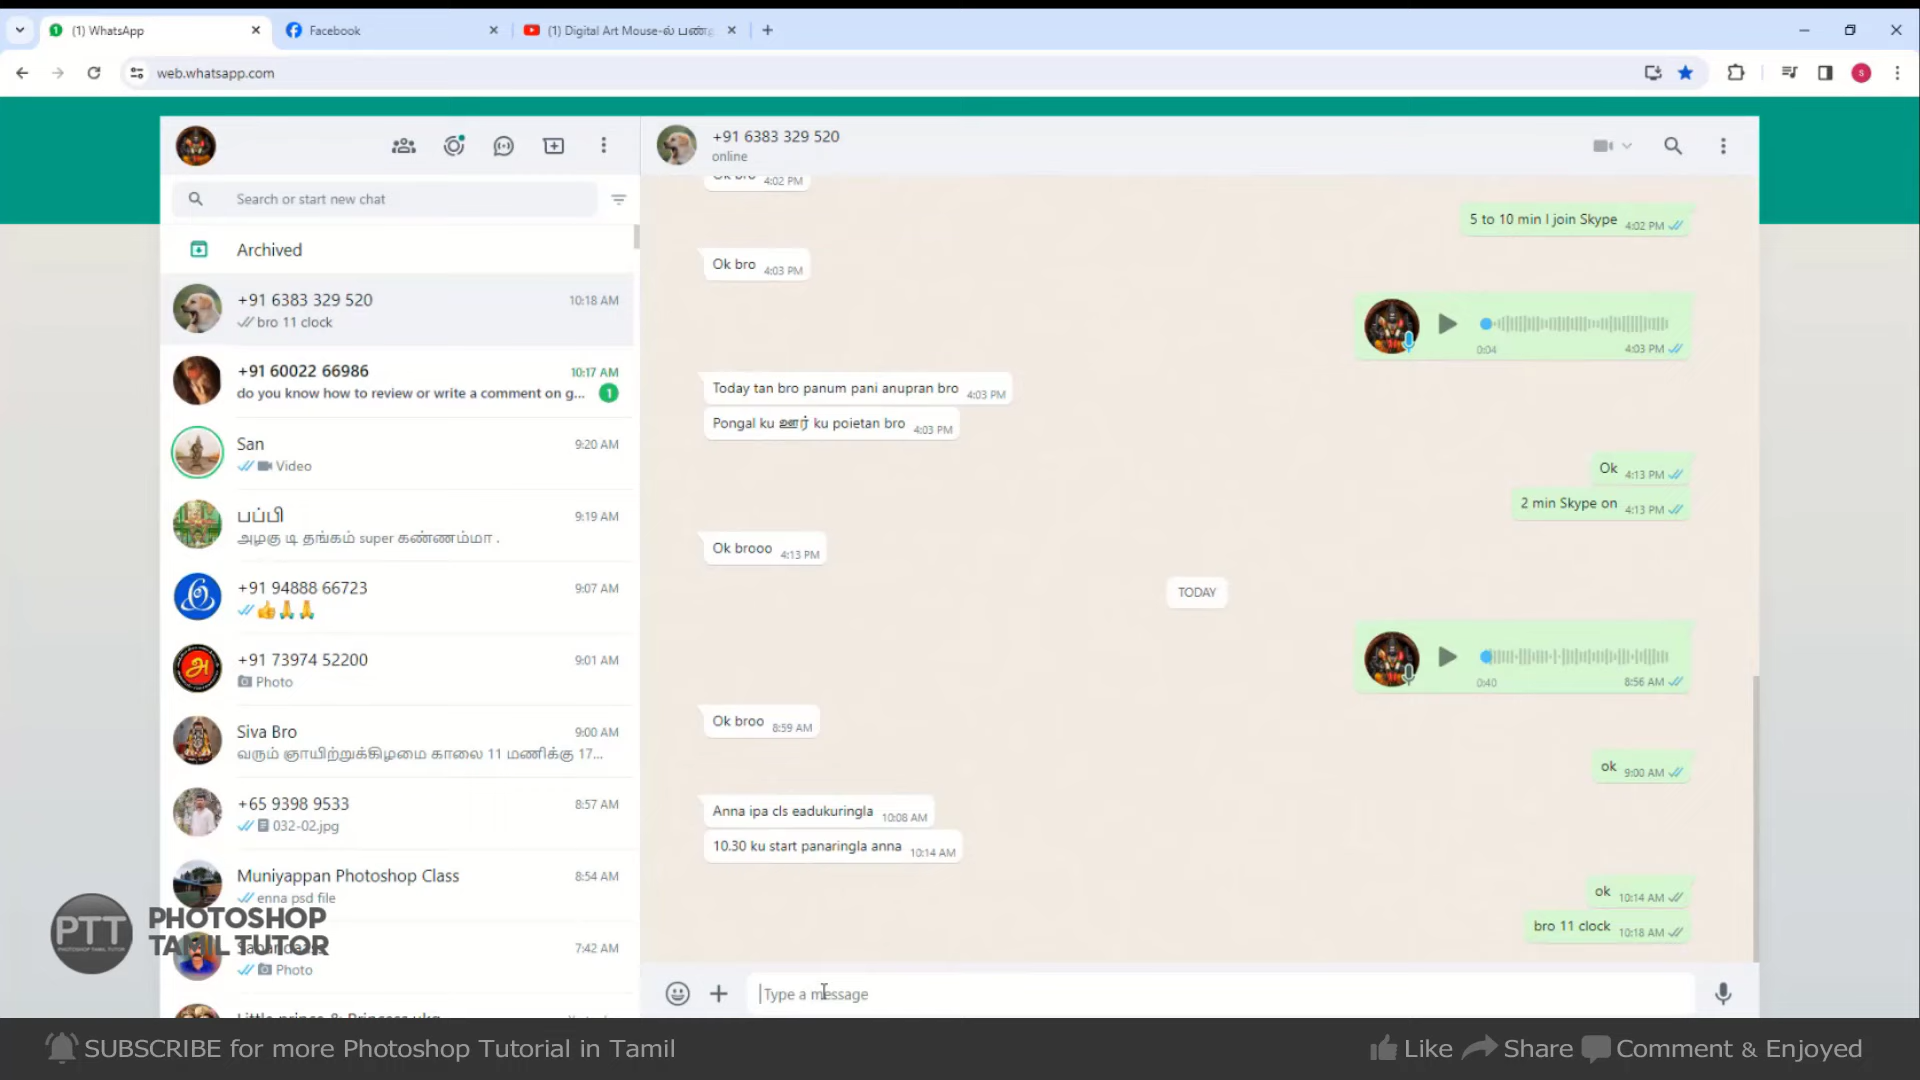 (1) WhatsApp
Facebook
(1) Digital Art Mouse-ல்
web.whatsapp.com
Search or start new chat
Archived
+91 6383 329 520 10:18 AM
bro 11 clock
+91 60022 66986 10:17 AM
do you know how to review or write a comment on g... 1
San 9:20 AM
Video
பப்பி 9:19 AM
அழகு டி தங்கம் super கண்ணம்மா .
+91 94888 66723 9:07 AM
+91 73974 52200 9:01 AM
Photo
Siva Bro 9:00 AM
வரும் ஞாயிற்றுக்கிழமை காலை 11 மணிக்கு 17...
+65 9398 9533 8:57 AM
032-02.jpg
Muniyappan Photoshop Class 8:54 AM
enna psd file
7:42 AM
Photo
+91 6383 329 520
online
Ok bro 4:02 PM
5 to 10 min I join Skype 4:02 PM
Ok bro 4:03 PM
0:04 4:03 PM
Today tan bro panum pani anupran bro 4:03 PM
Pongal ku ஊர் ku poietan bro 4:03 PM
Ok 4:13 PM
2 min Skype on 4:13 PM
Ok brooo 4:13 PM
TODAY
0:40 8:56 AM
Ok broo 8:59 AM
ok 9:00 AM
Anna ipa cls eadukuringla 10:08 AM
10.30 ku start panaringla anna 10:14 AM
ok 10:14 AM
bro 11 clock 10:18 AM
Type a message
PTT
PHOTOSHOP
TAMIL TUTOR
SUBSCRIBE for more Photoshop Tutorial in Tamil
Like Share Comment & Enjoyed